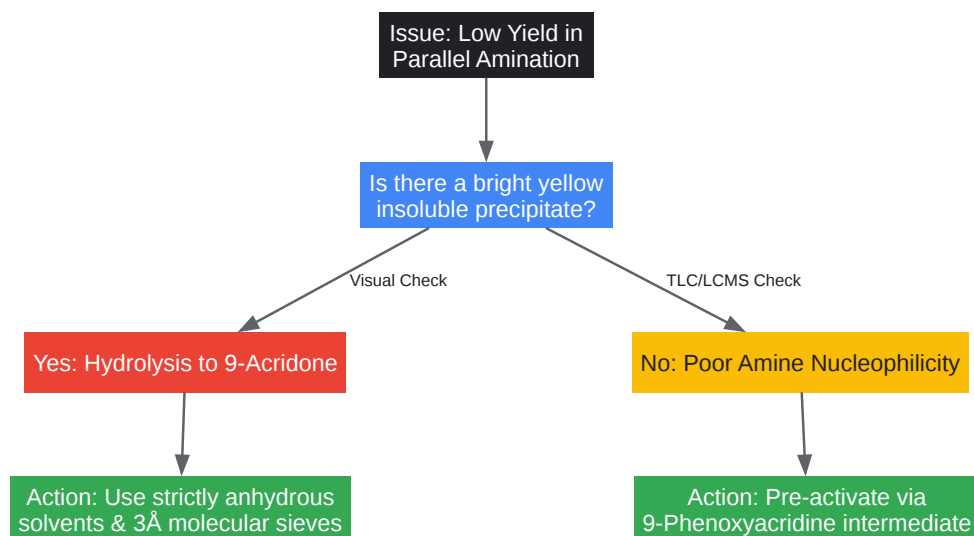 Issue: Low Yield in
Parallel Amination
Is there a bright yellow
insoluble precipitate?
Visual Check
TLC/LCMS Check
Yes: Hydrolysis to 9-Acridone
No: Poor Amine Nucleophilicity
Action: Use strictly anhydrous
solvents & 3Å molecular sieves
Action: Pre-activate via
9-Phenoxyacridine intermediate